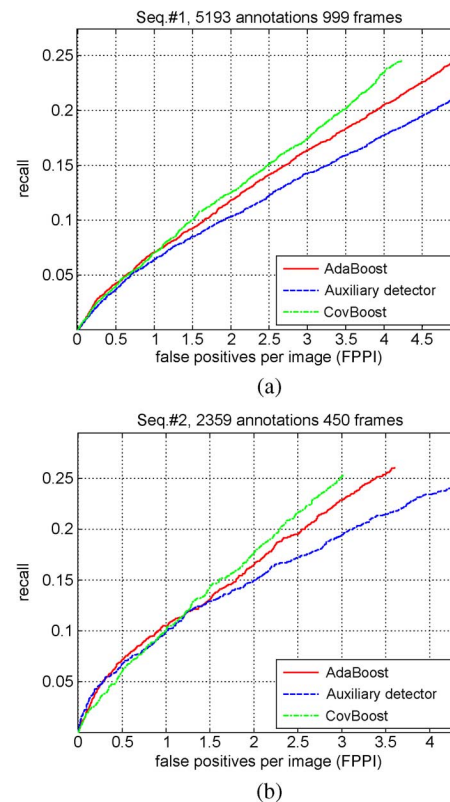 Seq.#1, 5193 annotations 999 frames
0.25
0.2
0.15
0.1
0.05
recall
AdaBoost
Auxiliary detector
CovBoost
0 0.5 1 1.5 2 2.5 3 3.5 4 4.5
false positives per image (FPPI)
(a)
Seq.#2, 2359 annotations 450 frames
0.25
0.2
0.15
0.1
0.05
recall
AdaBoost
Auxiliary detector
CovBoost
0 0.5 1 1.5 2 2.5 3 3.5 4
false positives per image (FPPI)
(b)